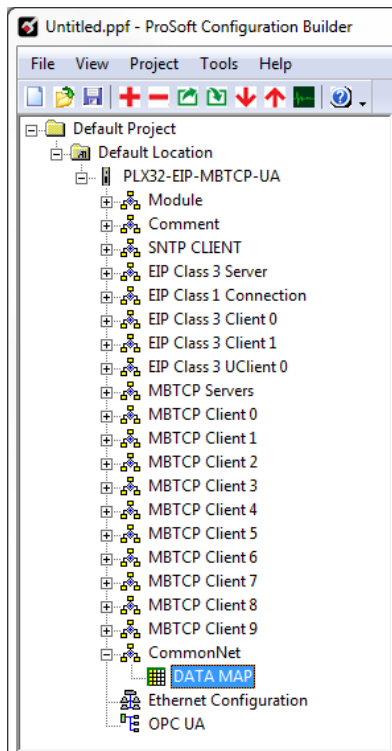 Untitled.ppf - ProSoft Configuration Builder
File View Project Tools Help
Default Project
Default Location
PLX32-EIP-MBTCP-UA
Module
Comment
SNTP CLIENT
EIP Class 3 Server
EIP Class 1 Connection
EIP Class 3 Client 0
EIP Class 3 Client 1
EIP Class 3 UClient 0
MBTCP Servers
MBTCP Client 0
MBTCP Client 1
MBTCP Client 2
MBTCP Client 3
MBTCP Client 4
MBTCP Client 5
MBTCP Client 6
MBTCP Client 7
MBTCP Client 8
MBTCP Client 9
CommonNet
DATA MAP
Ethernet Configuration
OPC UA